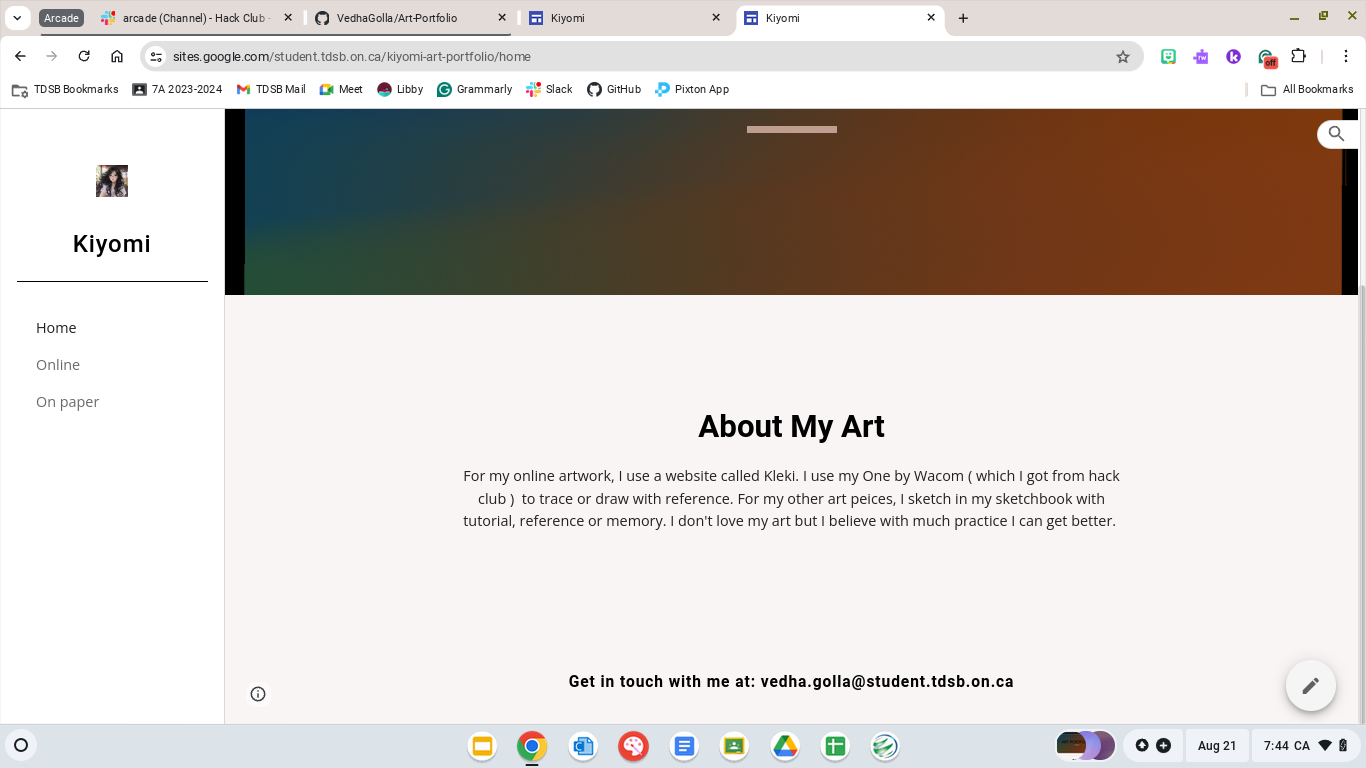 Arcade
arcade (Channel) - Hack Club -
VedhaGolla/Art-Portfolio
Kiyomi
Kiyomi
sites.google.com/student.tdsb.on.ca/kiyomi-art-portfolio/home
off
TDSB Bookmarks
7A 2023-2024
TDSB Mail
Meet
Libby
Grammarly
Slack
GitHub
Pixton App
All Bookmarks
Kiyomi
Home
Online
On paper
About My Art
For my online artwork, I use a website called Kleki. I use my One by Wacom ( which I got from hack
club )  to trace or draw with reference. For my other art peices, I sketch in my sketchbook with
tutorial, reference or memory. I don't love my art but I believe with much practice I can get better.
Get in touch with me at: vedha.golla@student.tdsb.on.ca
Aug 21
7:44 CA